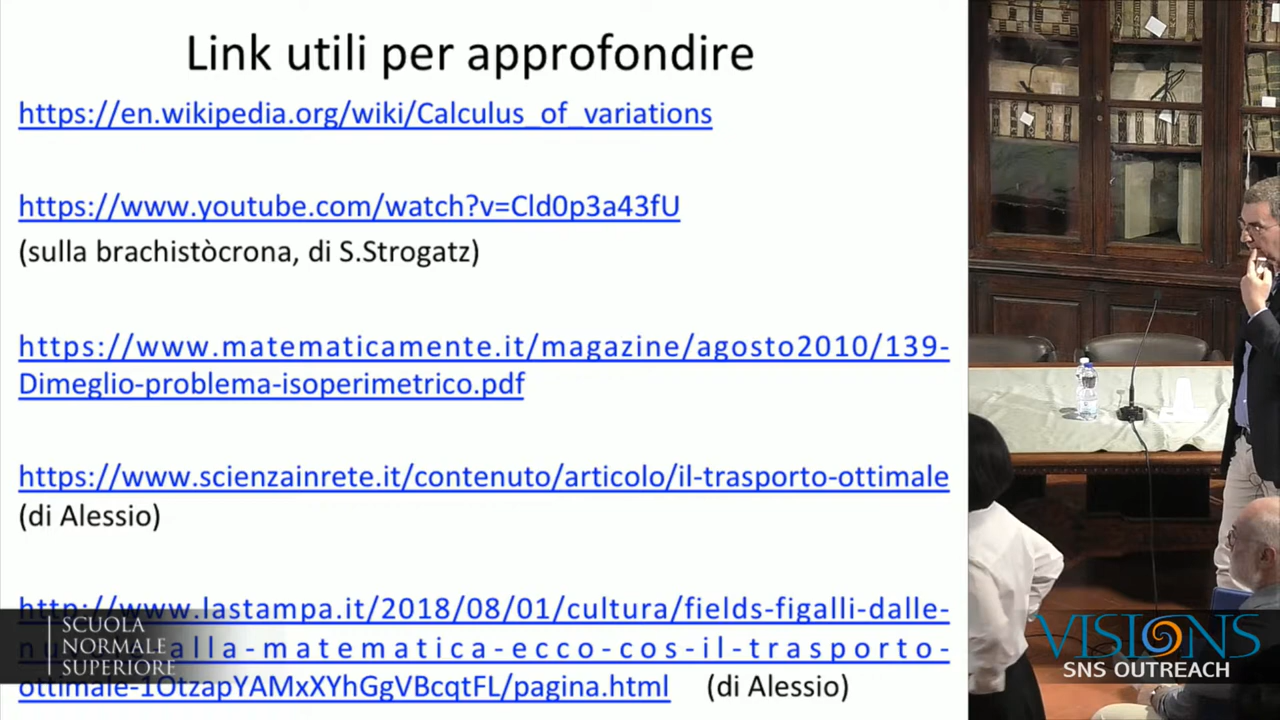 Link utili per approfondire
https://en.wikipedia.org/wiki/Calculus_of_variations
https://www.youtube.com/watch?v=Cld0p3a43fU
(sulla brachistòcrona, di S.Strogatz)
https://www.matematicamente.it/magazine/agosto2010/139-
Dimeglio-problema-isoperimetrico.pdf
https://www.scienzainrete.it/contenuto/articolo/il-trasporto-ottimale
(di Alessio)
http://www.lastampa.it/2018/08/01/cultura/fields-figalli-dalle-
alla-matematica-ecco-cos-il-trasporto-
ottimale-1OtzapYAMxXYhGgVBcqtFL/pagina.html (di Alessio)
SCUOLA
NORMALE
SUPERIORE
VISIONS
SNS OUTREACH